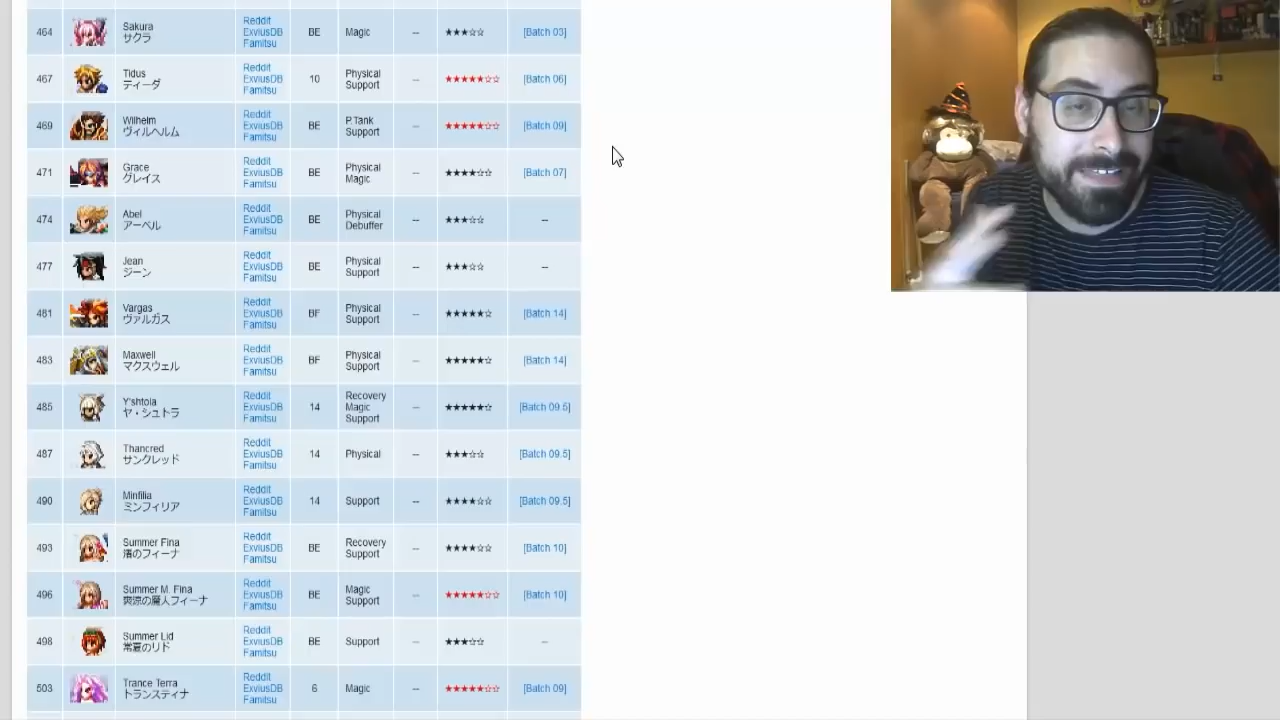 464 Sakura サクラ Reddit ExviusDB Famitsu BE Magic -- ★★★☆☆ [Batch 03]
467 Tidus ティーダ Reddit ExviusDB Famitsu 10 Physical Support -- ★★★★★☆☆ [Batch 06]
469 Wilhelm ヴィルヘルム Reddit ExviusDB Famitsu BE P.Tank Support -- ★★★★★☆☆ [Batch 09]
471 Grace グレイス Reddit ExviusDB Famitsu BE Physical Magic -- ★★★★☆☆ [Batch 07]
474 Abel アーベル Reddit ExviusDB Famitsu BE Physical Debuffer -- ★★★☆☆ --
477 Jean ジーン Reddit ExviusDB Famitsu BE Physical Support -- ★★★☆☆ --
481 Vargas ヴァルガス Reddit ExviusDB Famitsu BF Physical Support -- ★★★★★☆ [Batch 14]
483 Maxwell マクスウェル Reddit ExviusDB Famitsu BF Physical Support -- ★★★★★☆ [Batch 14]
485 Y'shtola ヤ・シュトラ Reddit ExviusDB Famitsu 14 Recovery Magic Support -- ★★★★★☆ [Batch 09.5]
487 Thancred サンクレッド Reddit ExviusDB Famitsu 14 Physical -- ★★★☆☆ [Batch 09.5]
490 Minfilia ミンフィリア Reddit ExviusDB Famitsu 14 Support -- ★★★★☆☆ [Batch 09.5]
493 Summer Fina 渚のフィーナ Reddit ExviusDB Famitsu BE Recovery Support -- ★★★★☆☆ [Batch 10]
496 Summer M. Fina 爽涼の魔人フィーナ Reddit ExviusDB Famitsu BE Magic Support -- ★★★★★☆☆ [Batch 10]
498 Summer Lid 常夏のリド Reddit ExviusDB Famitsu BE Support -- ★★★☆☆ --
503 Trance Terra トランスティナ Reddit ExviusDB Famitsu 6 Magic -- ★★★★★☆☆ [Batch 09]